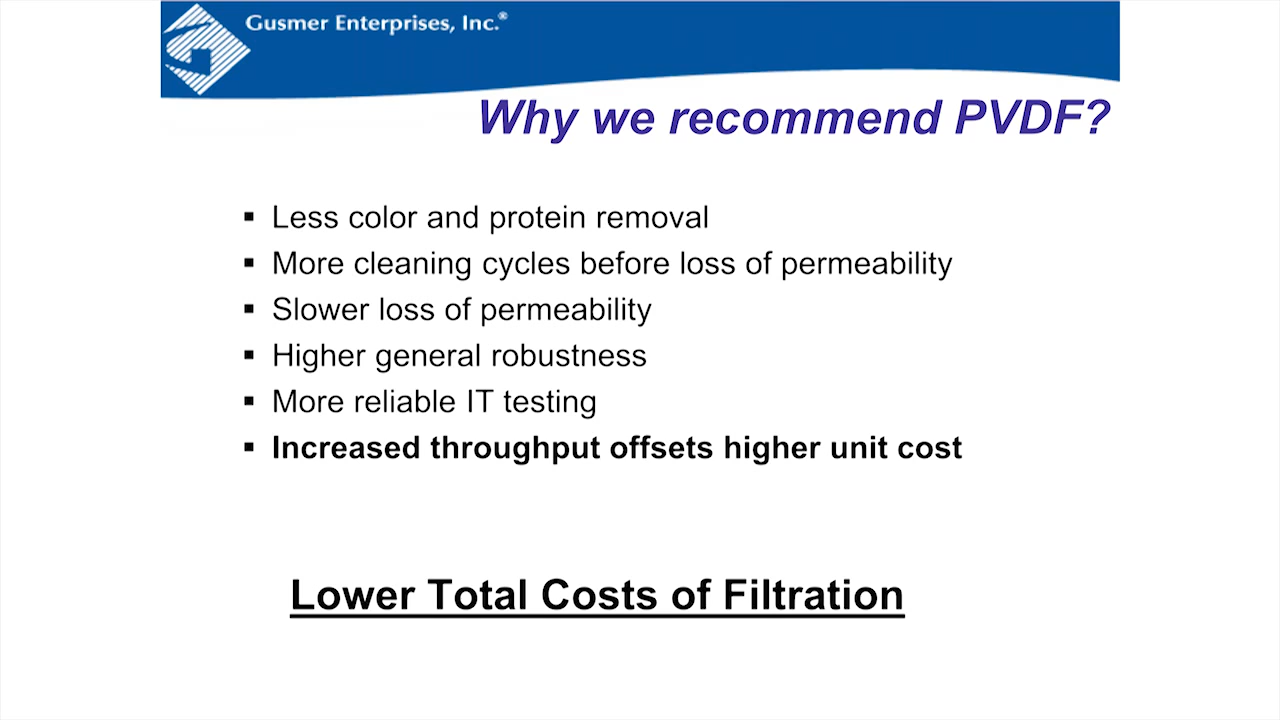 Gusmer Enterprises, Inc.®
Why we recommend PVDF?
▪ Less color and protein removal
▪ More cleaning cycles before loss of permeability
▪ Slower loss of permeability
▪ Higher general robustness
▪ More reliable IT testing
▪ Increased throughput offsets higher unit cost
Lower Total Costs of Filtration